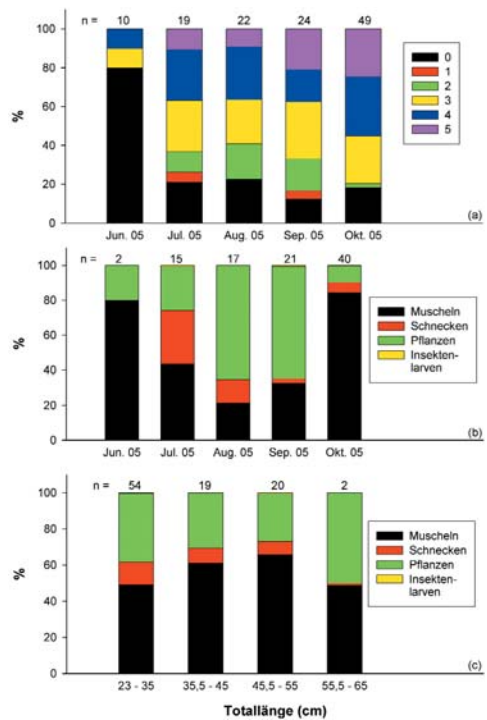 n = 10 19 22 24 49
100
80
60
40
20
0
%
0
1
2
3
4
5
Jun. 05 Jul. 05 Aug. 05 Sep. 05 Okt. 05
(a)
n = 2 15 17 21 40
100
80
60
40
20
0
%
Muscheln
Schnecken
Pflanzen
Insekten-
larven
Jun. 05 Jul. 05 Aug. 05 Sep. 05 Okt. 05
(b)
n = 54 19 20 2
100
80
60
40
20
0
%
Muscheln
Schnecken
Pflanzen
Insekten-
larven
23 - 35 35,5 - 45 45,5 - 55 55,5 - 65
(c)
Totallänge (cm)